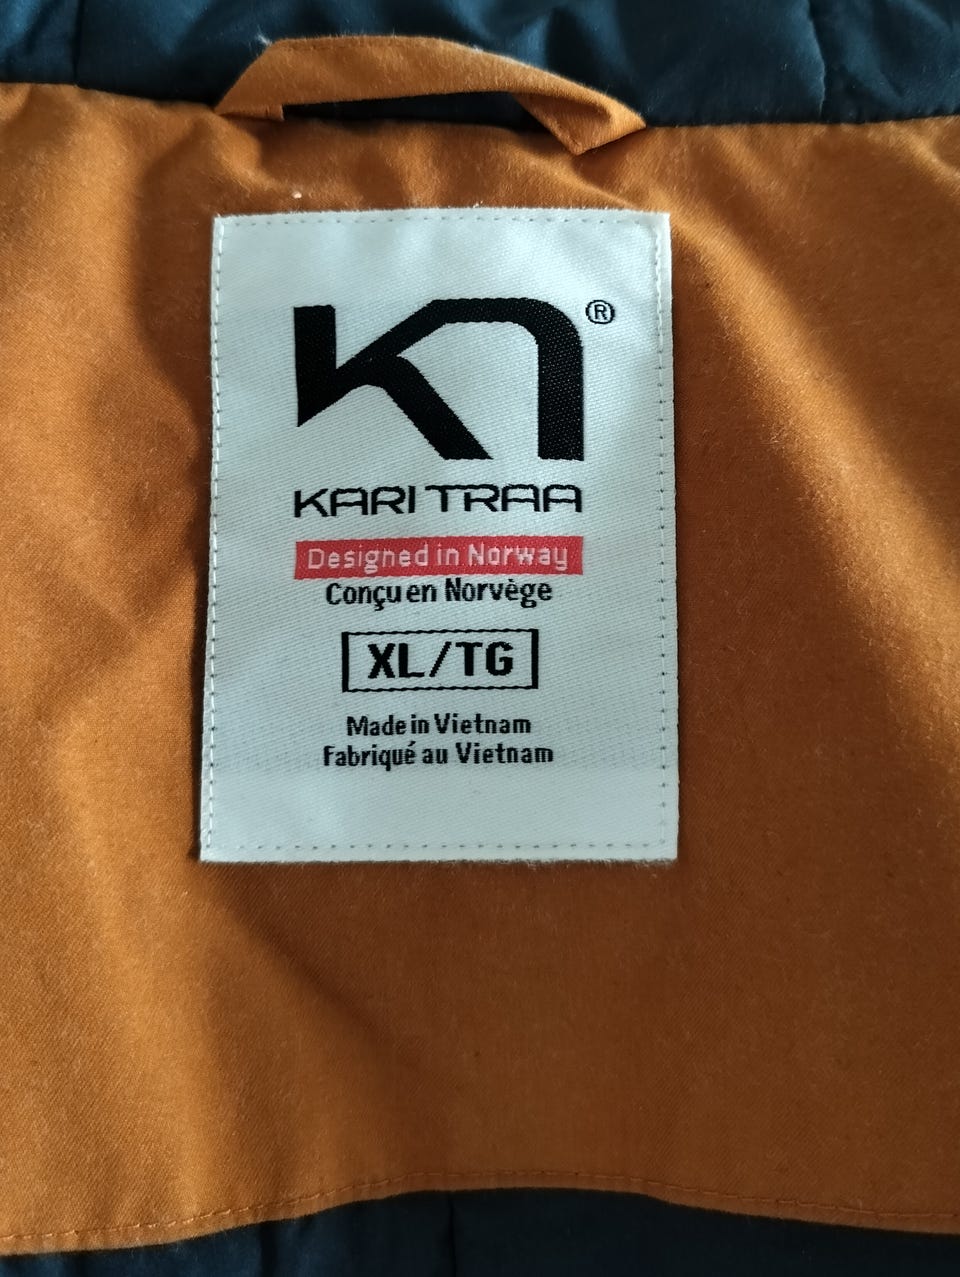 ®
KARI TRAA
Designed in Norway
Conçu en Norvège
XL/TG
Made in Vietnam
Fabriqué au Vietnam